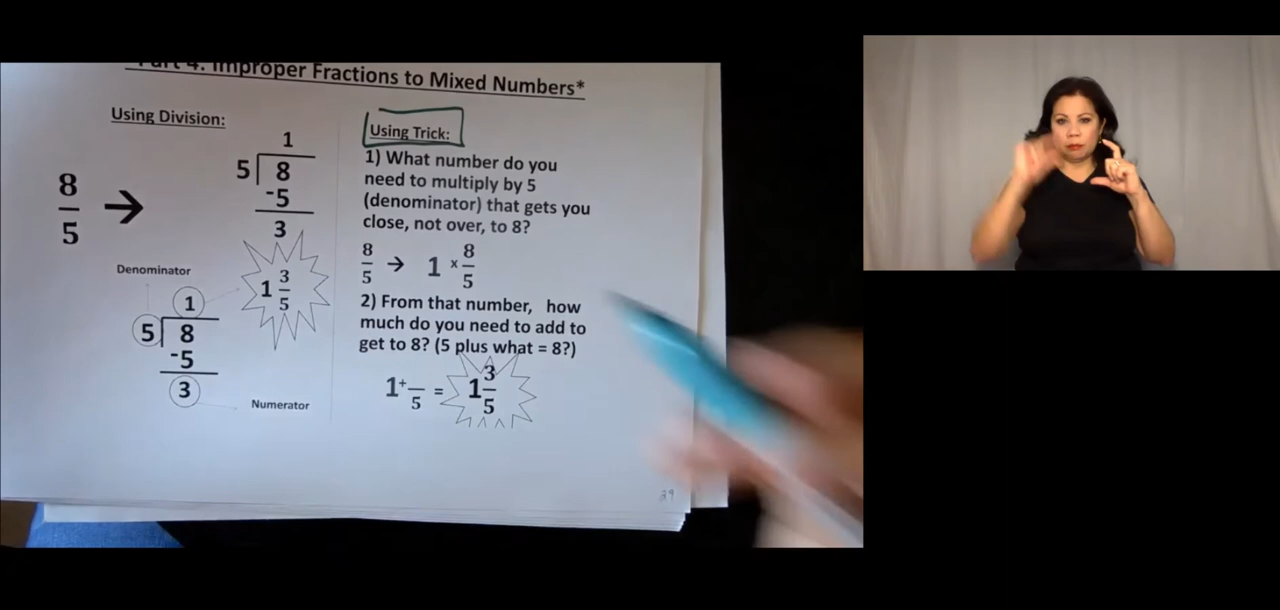 Part 4: Improper Fractions to Mixed Numbers*
Using Division:
8
5
→
1
5 8
-5
3
1 3
5
Denominator
1
5 8
-5
3
Numerator
Using Trick:
1) What number do you
need to multiply by 5
(denominator) that gets you
close, not over, to 8?
8
5
→
1 × 8
5
2) From that number, how
much do you need to add to
get to 8? (5 plus what = 8?)
1 +
5
=
1 3
5
39